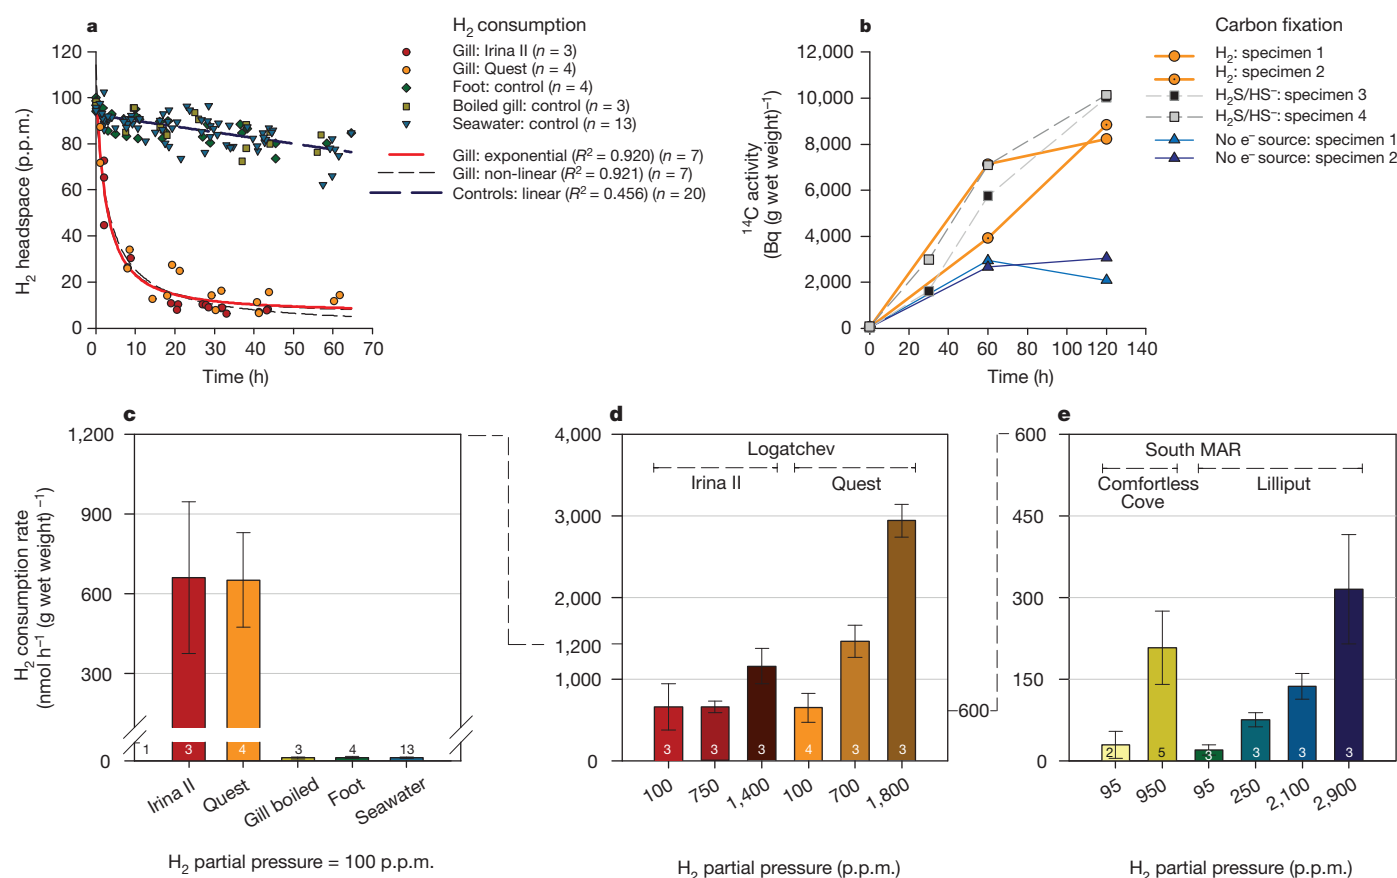 a
H₂ consumption
Gill: Irina II (n = 3)
Gill: Quest (n = 4)
Foot: control (n = 4)
Boiled gill: control (n = 3)
Seawater: control (n = 13)
Gill: exponential (R² = 0.920) (n = 7)
Gill: non-linear (R² = 0.921) (n = 7)
Controls: linear (R² = 0.456) (n = 20)
H₂ headspace (p.p.m.)
120
100
80
60
40
20
0
0 10 20 30 40 50 60 70
Time (h)
b
Carbon fixation
H₂: specimen 1
H₂: specimen 2
H₂S/HS⁻: specimen 3
H₂S/HS⁻: specimen 4
No e⁻ source: specimen 1
No e⁻ source: specimen 2
¹⁴C activity
(Bq (g wet weight)⁻¹)
12,000
10,000
8,000
6,000
4,000
2,000
0
0 20 40 60 80 100 120 140
Time (h)
c
H₂ consumption rate
(nmol h⁻¹ (g wet weight) ⁻¹)
1,200
900
600
300
0
1 3 4 3 4 13
Irina II Quest Gill boiled Foot Seawater
H₂ partial pressure = 100 p.p.m.
d
4,000
3,000
2,000
1,200
1,000
0
600
Logatchev
Irina II Quest
3 3 3 4 3 3
100 750 1,400 100 700 1,800
H₂ partial pressure (p.p.m.)
e
600
450
300
150
0
South MAR
Comfortless
Cove
Lilliput
2 5 3 3 3 3
95 950 95 250 2,100 2,900
H₂ partial pressure (p.p.m.)